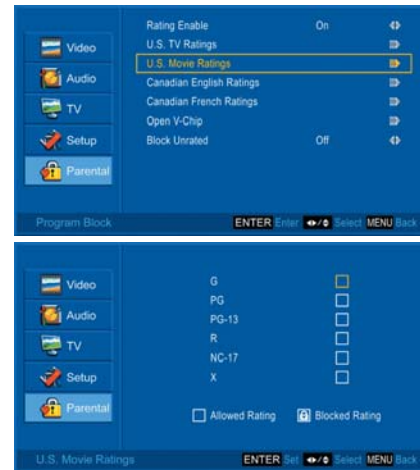 Rating Enable On
Video U.S. TV Ratings
U.S. Movie Ratings
Audio Canadian English Ratings
TV Canadian French Ratings
Open V-Chip
Setup Block Unrated Off
Parental
Program Block ENTER Enter / Select MENU Back
Video G
PG
Audio PG-13
TV R
NC-17
Setup X
Parental Allowed Rating Blocked Rating
U.S. Movie Ratings ENTER Set / Select MENU Back